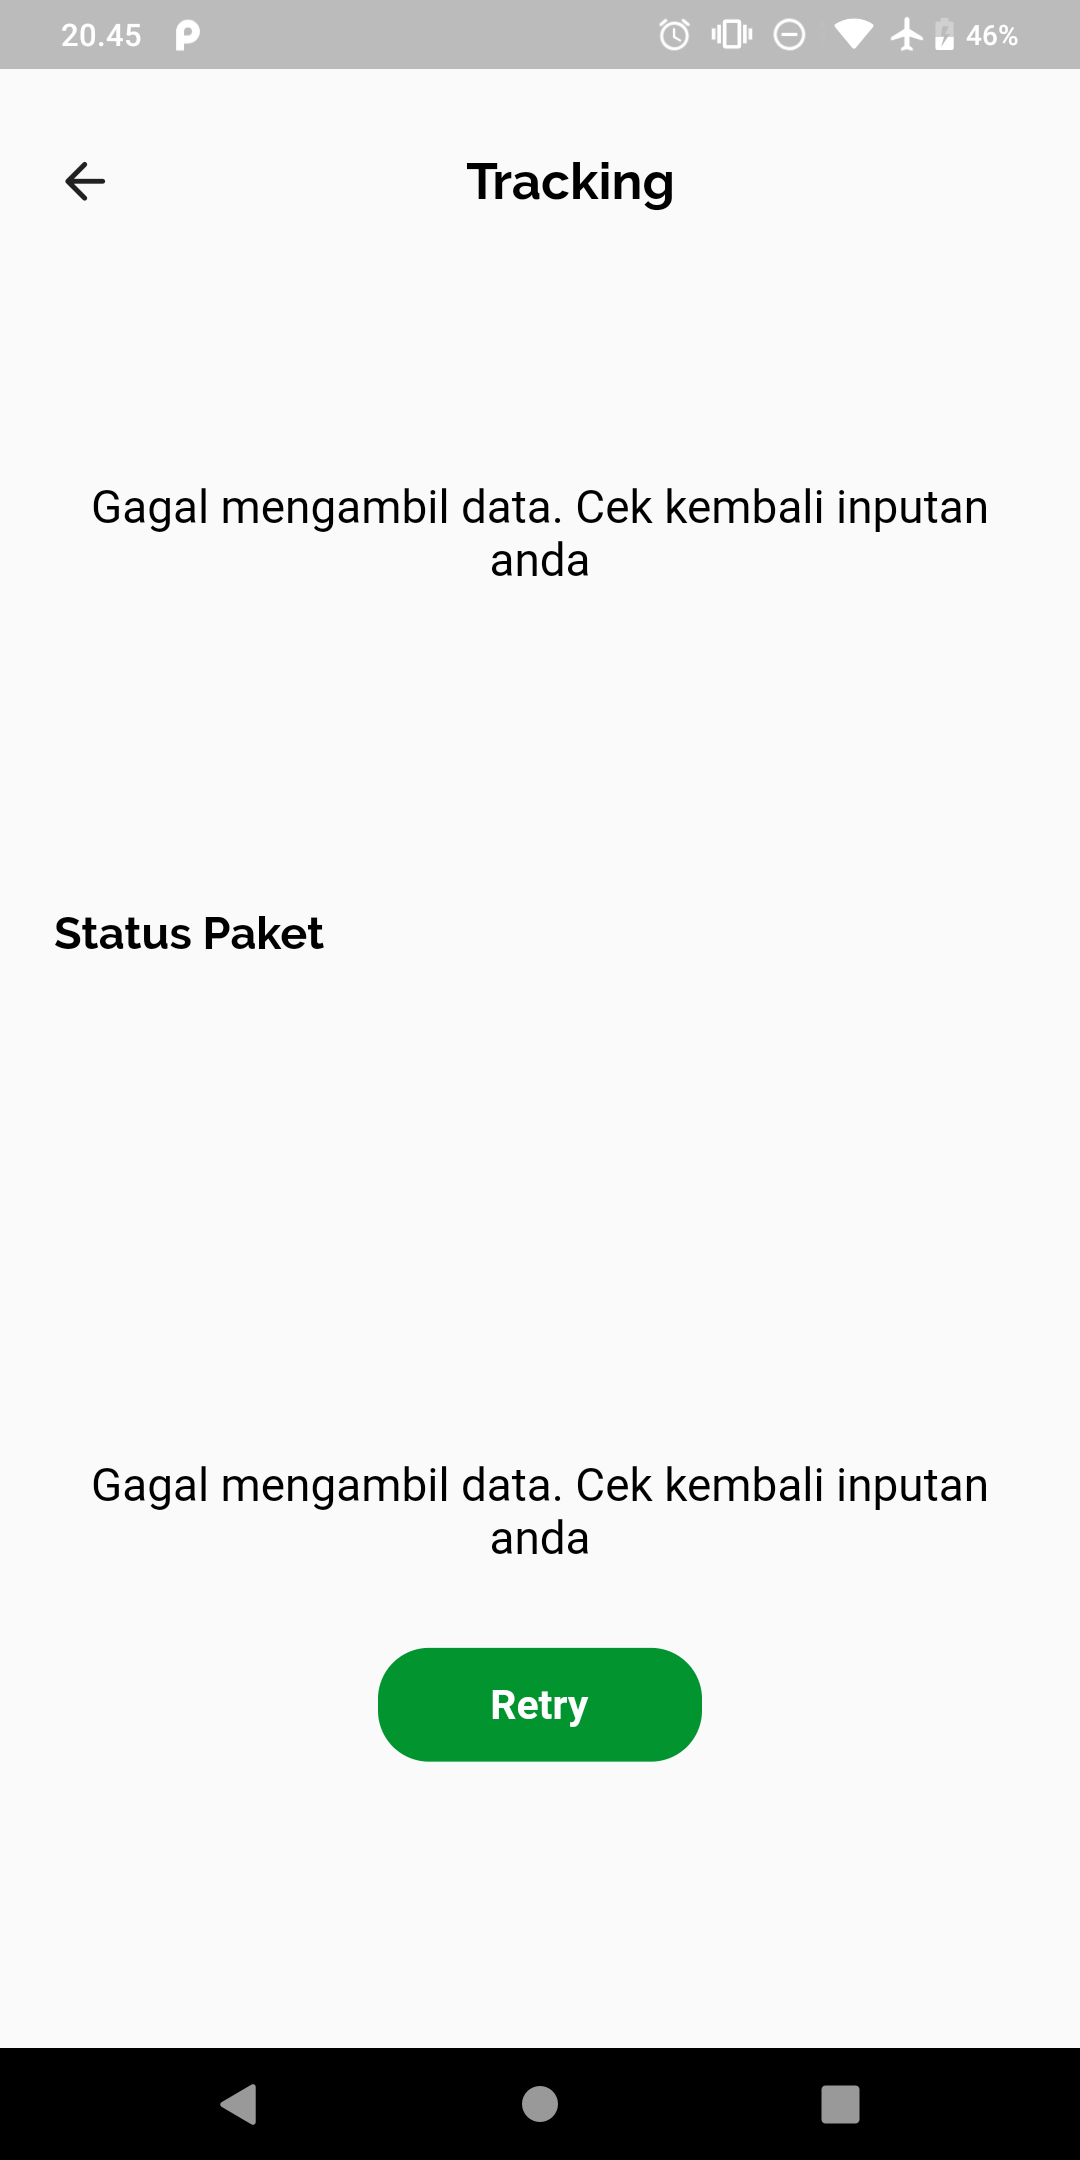 20.45
46%
Tracking
Gagal mengambil data. Cek kembali inputan
anda
Status Paket
Gagal mengambil data. Cek kembali inputan
anda
Retry